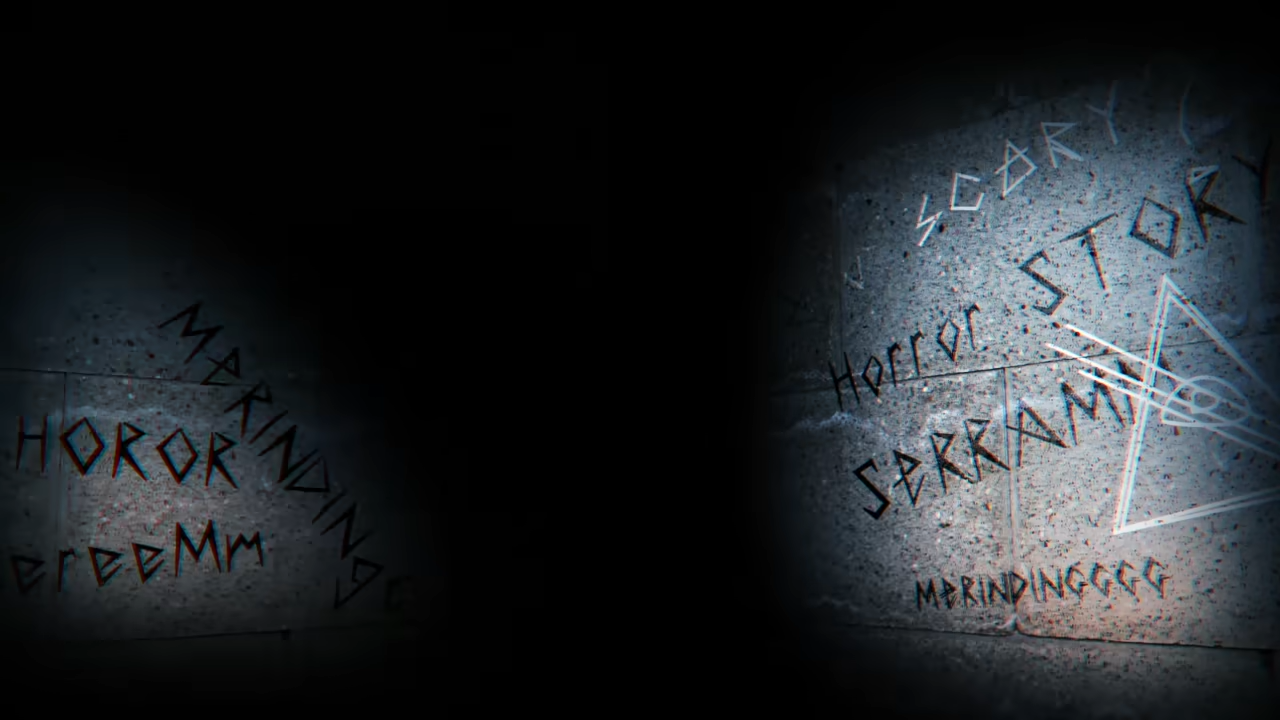 MERINDING
HOROR
ereeMm
SCARY
STORY
Horror
SERRAMM
MERINDINGGGG